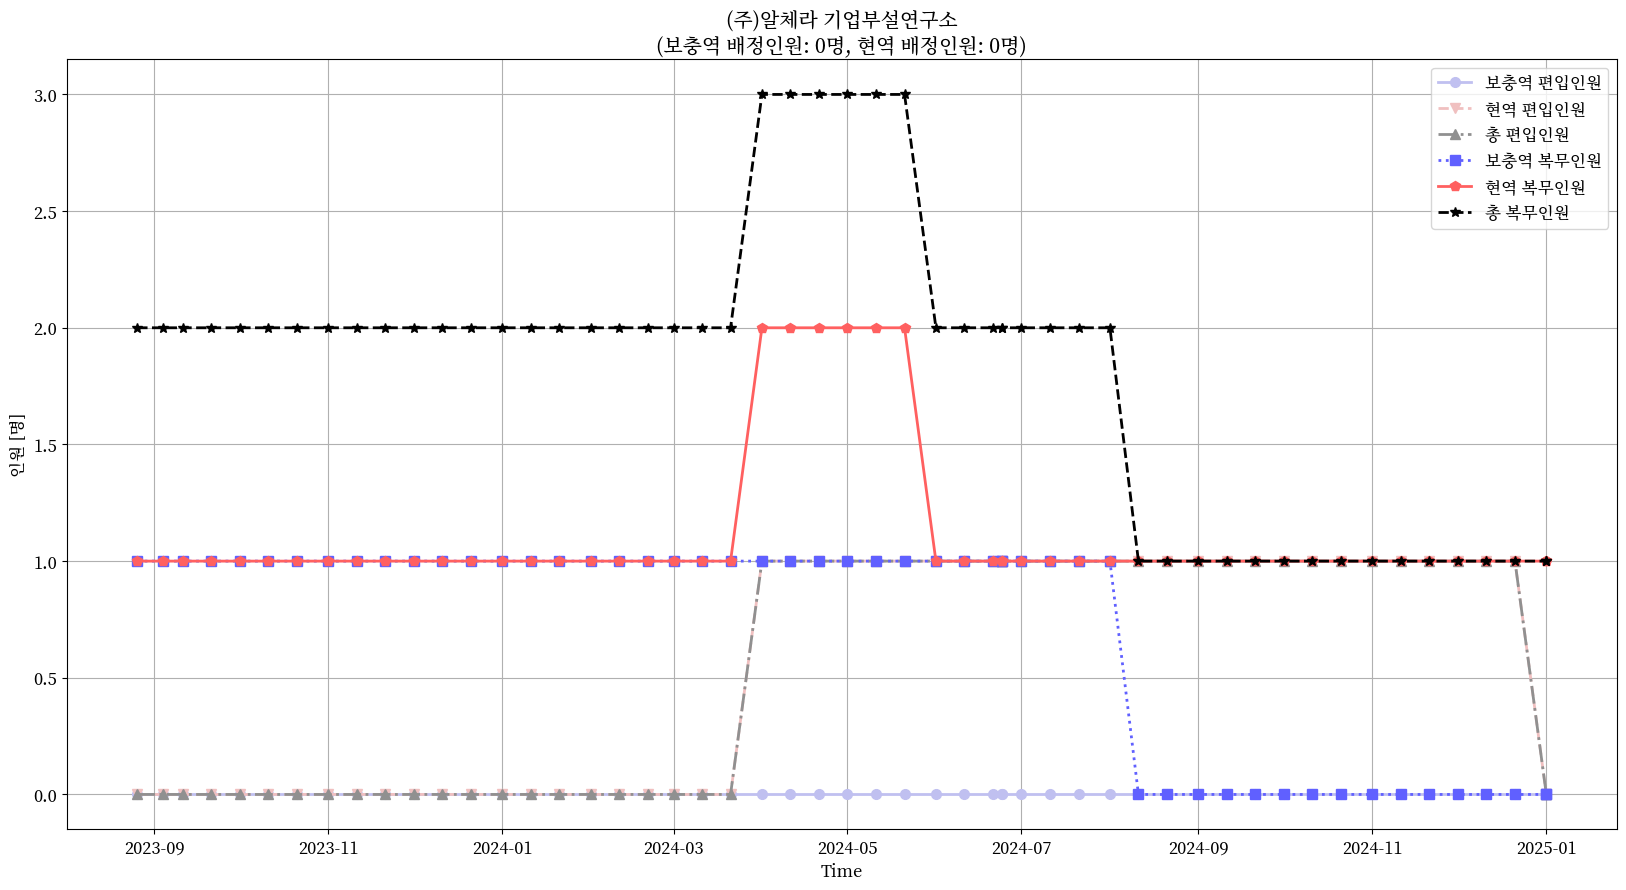 (주)알체라 기업부설연구소
(보충역 배정인원: 0명, 현역 배정인원: 0명)
보충역 편입인원
현역 편입인원
총 편입인원
보충역 복무인원
현역 복무인원
총 복무인원
인원 [명]
3.0
2.5
2.0
1.5
1.0
0.5
0.0
2023-09
2023-11
2024-01
2024-03
2024-05
2024-07
2024-09
2024-11
2025-01
Time